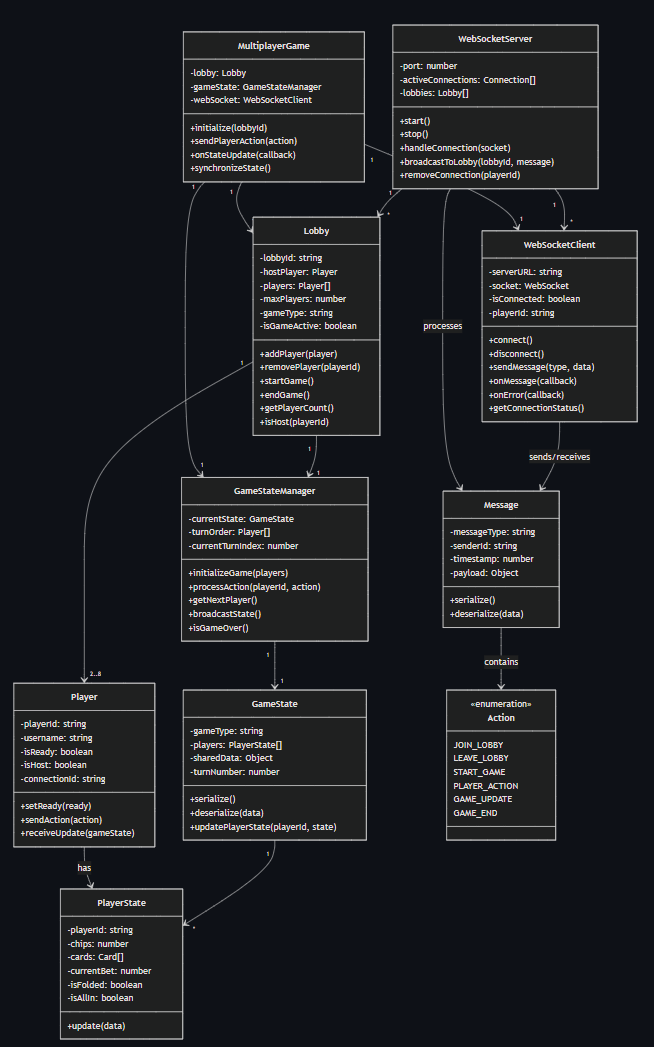 MultiplayerGame
-lobby: Lobby
-gameState: GameStateManager
-webSocket: WebSocketClient
+initialize(lobbyId)
+sendPlayerAction(action)
+onStateUpdate(callback)
+synchronizeState()
WebSocketServer
-port: number
-activeConnections: Connection[]
-lobbies: Lobby[]
+start()
+stop()
+handleConnection(socket)
+broadcastToLobby(lobbyId, message)
+removeConnection(playerId)
1
1
1
1
1
1
*
*
Lobby
-lobbyId: string
-hostPlayer: Player
-players: Player[]
-maxPlayers: number
-gameType: string
-isGameActive: boolean
+addPlayer(player)
+removePlayer(playerId)
+startGame()
+endGame()
+getPlayerCount()
+isHost(playerId)
WebSocketClient
-serverURL: string
-socket: WebSocket
-isConnected: boolean
-playerId: string
+connect()
+disconnect()
+sendMessage(type, data)
+onMessage(callback)
+onError(callback)
+getConnectionStatus()
processes
1
1
sends/receives
1
1
GameStateManager
-currentState: GameState
-turnOrder: Player[]
-currentTurnIndex: number
+initializeGame(players)
+processAction(playerId, action)
+getNextPlayer()
+broadcastState()
+isGameOver()
Message
-messageType: string
-senderId: string
-timestamp: number
-payload: Object
+serialize()
+deserialize(data)
1
contains
2..8
1
Player
-playerId: string
-username: string
-isReady: boolean
-isHost: boolean
-connectionId: string
+setReady(ready)
+sendAction(action)
+receiveUpdate(gameState)
GameState
-gameType: string
-players: PlayerState[]
-sharedData: Object
-turnNumber: number
+serialize()
+deserialize(data)
+updatePlayerState(playerId, state)
«enumeration»
Action
JOIN_LOBBY
LEAVE_LOBBY
START_GAME
PLAYER_ACTION
GAME_UPDATE
GAME_END
has
1
*
PlayerState
-playerId: string
-chips: number
-cards: Card[]
-currentBet: number
-isFolded: boolean
-isAllIn: boolean
+update(data)